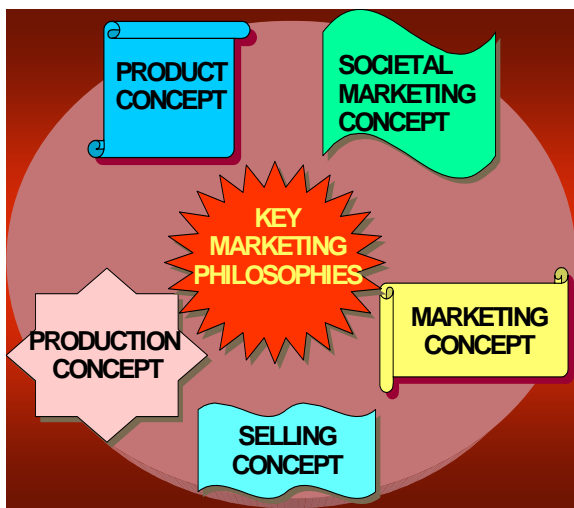 PRODUCT
CONCEPT
SOCIETAL
MARKETING
CONCEPT
KEY
MARKETING
PHILOSOPHIES
PRODUCTION
CONCEPT
MARKETING
CONCEPT
SELLING
CONCEPT